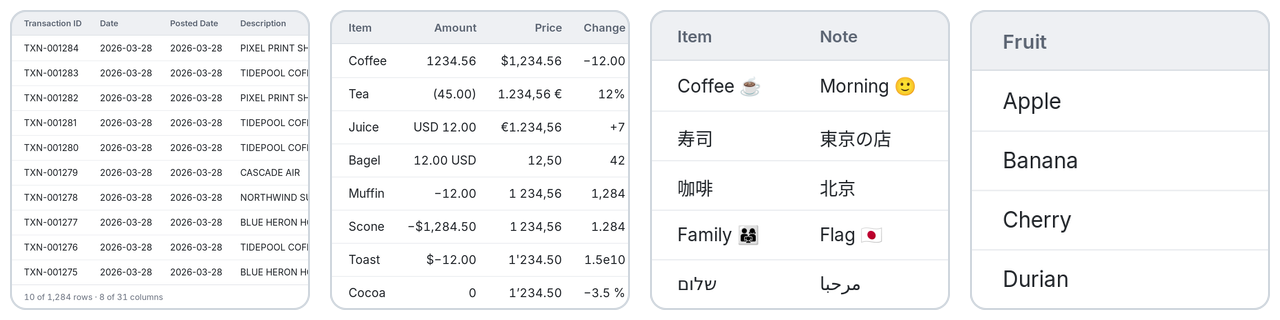 Transaction ID Date Posted Date Description
TXN-001284 2026-03-28 2026-03-28 PIXEL PRINT
TXN-001283 2026-03-28 2026-03-28 TIDEPOOL
TXN-001282 2026-03-28 2026-03-28 PIXEL PRINT
TXN-001281 2026-03-28 2026-03-28 TIDEPOOL
TXN-001280 2026-03-28 2026-03-28 TIDEPOOL
TXN-001279 2026-03-28 2026-03-28 CASCADE AIR
TXN-001278 2026-03-28 2026-03-28 NORTHWIND
TXN-001277 2026-03-28 2026-03-28 BLUE HERON
TXN-001276 2026-03-28 2026-03-28 TIDEPOOL
TXN-001275 2026-03-28 2026-03-28 BLUE HERON
10 of 1,284 rows · 8 of 31 columns
Item Amount Price Change
Coffee 1234.56 $1,234.56 −12.00
Tea (45.00) 1.234,56 € 12%
Juice USD 12.00 €1.234,56 +7
Bagel 12.00 USD 12,50 42
Muffin −12.00 1 234,56 1,284
Scone −$1,284.50 1 234,56 1.284
Toast $−12.00 1'234.50 1.5e10
Cocoa 0 1’234.50 −3.5 %
Item Note
Coffee ☕ Morning 🙂
寿司 東京の店
咖啡 北京
Family 👨‍👩‍👧 Flag 🇯🇵
שלום مرحبا
Fruit
Apple
Banana
Cherry
Durian